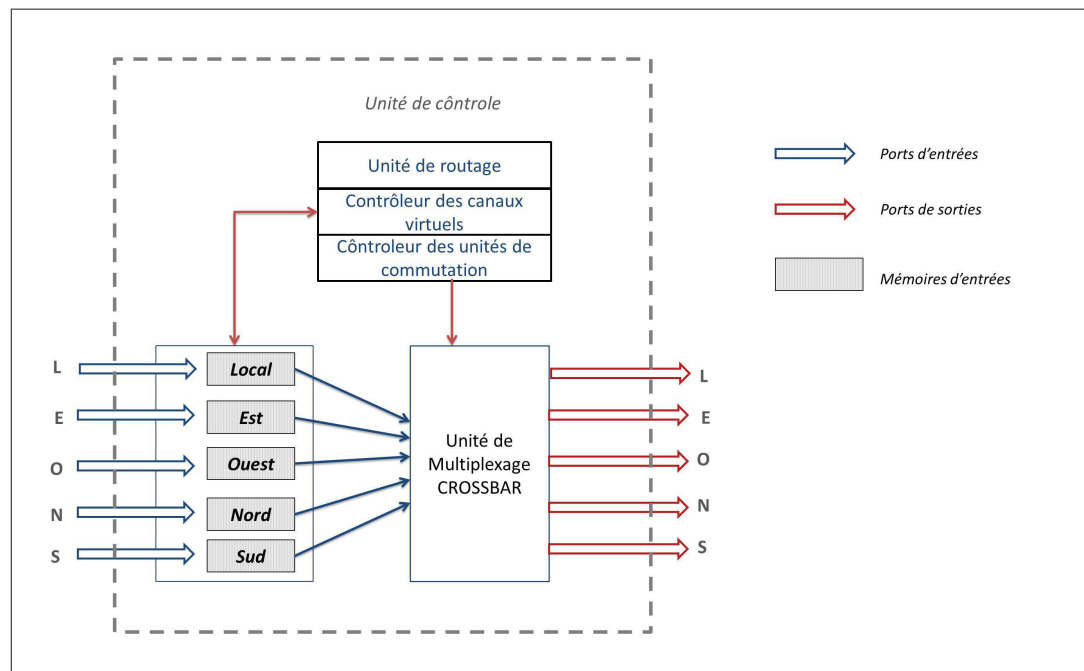 Unité de côntrole
Unité de routage
Contrôleur des canaux
virtuels
Côntroleur des unités de
commutation
Ports d'entrées
Ports de sorties
Mémoires d'entrées
L
E
O
N
S
Local
Est
Ouest
Nord
Sud
Unité de
Multiplexage
CROSSBAR
L
E
O
N
S